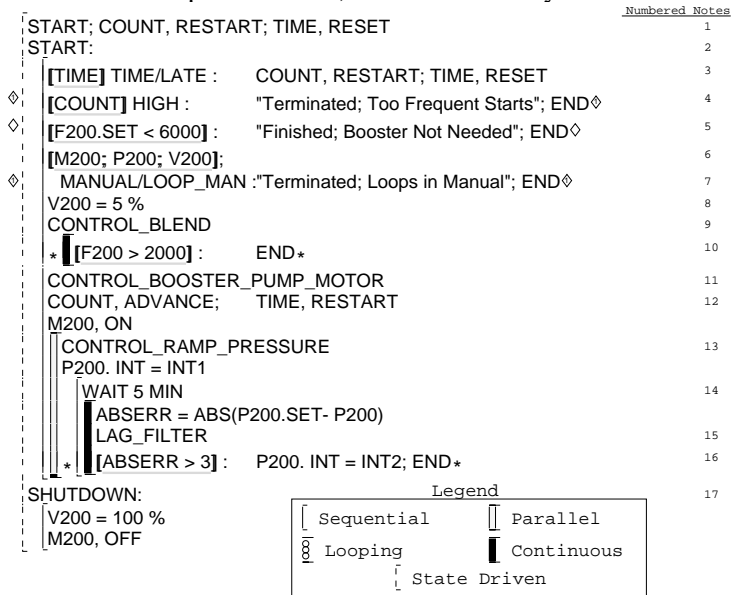 Numbered Notes
START; COUNT, RESTART; TIME, RESET 1
START: 2
[TIME] TIME/LATE : COUNT, RESTART; TIME, RESET 3
[COUNT] HIGH : "Terminated; Too Frequent Starts"; END 4
[F200.SET < 6000] : "Finished; Booster Not Needed"; END◊ 5
[M200; P200; V200]; 6
MANUAL/LOOP_MAN :"Terminated; Loops in Manual"; END 7
V200 = 5 % 8
CONTROL_BLEND 9
* [F200 > 2000] : END* 10
CONTROL_BOOSTER_PUMP_MOTOR 11
COUNT, ADVANCE; TIME, RESTART 12
M200, ON
CONTROL_RAMP_PRESSURE 13
P200. INT = INT1
WAIT 5 MIN 14
ABSERR = ABS(P200.SET- P200)
LAG_FILTER 15
* [ABSERR > 3] : P200. INT = INT2; END* 16
SHUTDOWN: 17
V200 = 100 %
M200, OFF
Legend
Sequential Parallel
Looping Continuous
State Driven